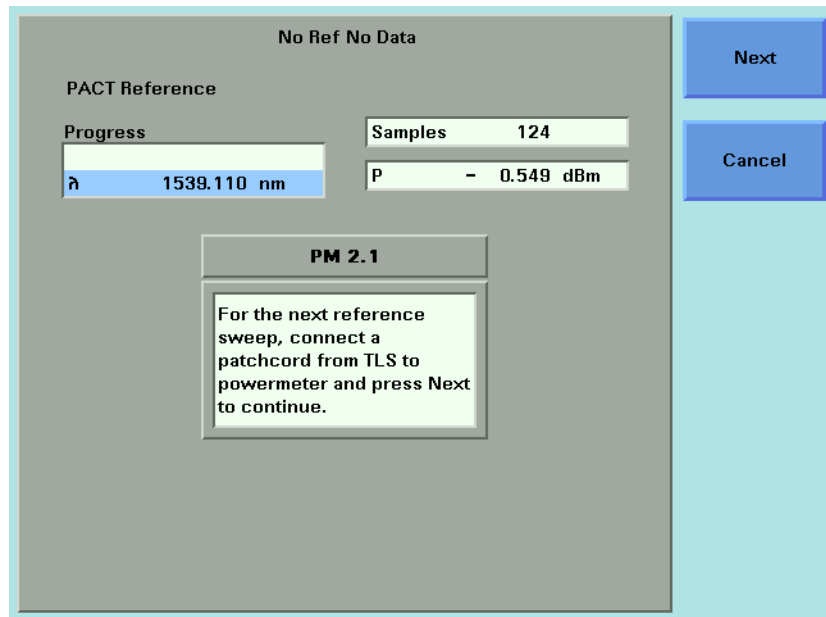 No Ref No Data
Next
PACT Reference
Progress
Samples 124
Cancel
λ 1539.110 nm
P - 0.549 dBm
PM 2.1
For the next reference
sweep, connect a
patchcord from TLS to
powermeter and press Next
to continue.